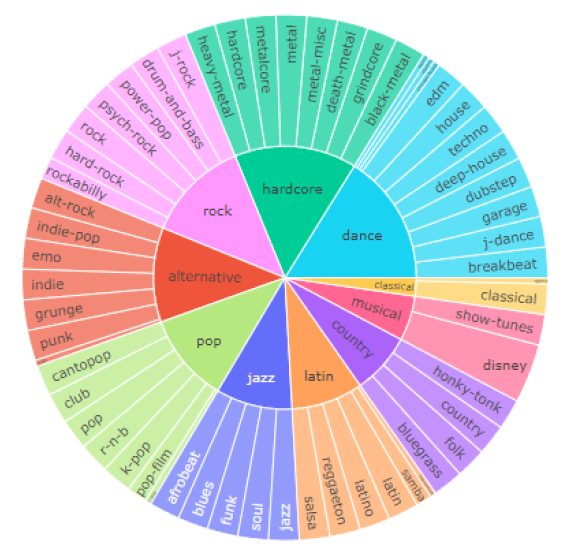 hardcore
dance
classical
musical
country
latin
jazz
pop
alternative
rock
heavy-metal
hardcore
metalcore
metal
metal-misc
death-metal
grindcore
black-metal
edm
house
techno
deep-house
dubstep
garage
j-dance
breakbeat
classical
show-tunes
disney
honky-tonk
country
folk
bluegrass
samba
latin
latino
reggaeton
salsa
jazz
soul
funk
blues
afrobeat
pop-film
k-pop
r-n-b
pop
club
cantopop
punk
grunge
indie
emo
indie-pop
alt-rock
rockabilly
hard-rock
rock
psych-rock
power-pop
drum-and-bass
j-rock